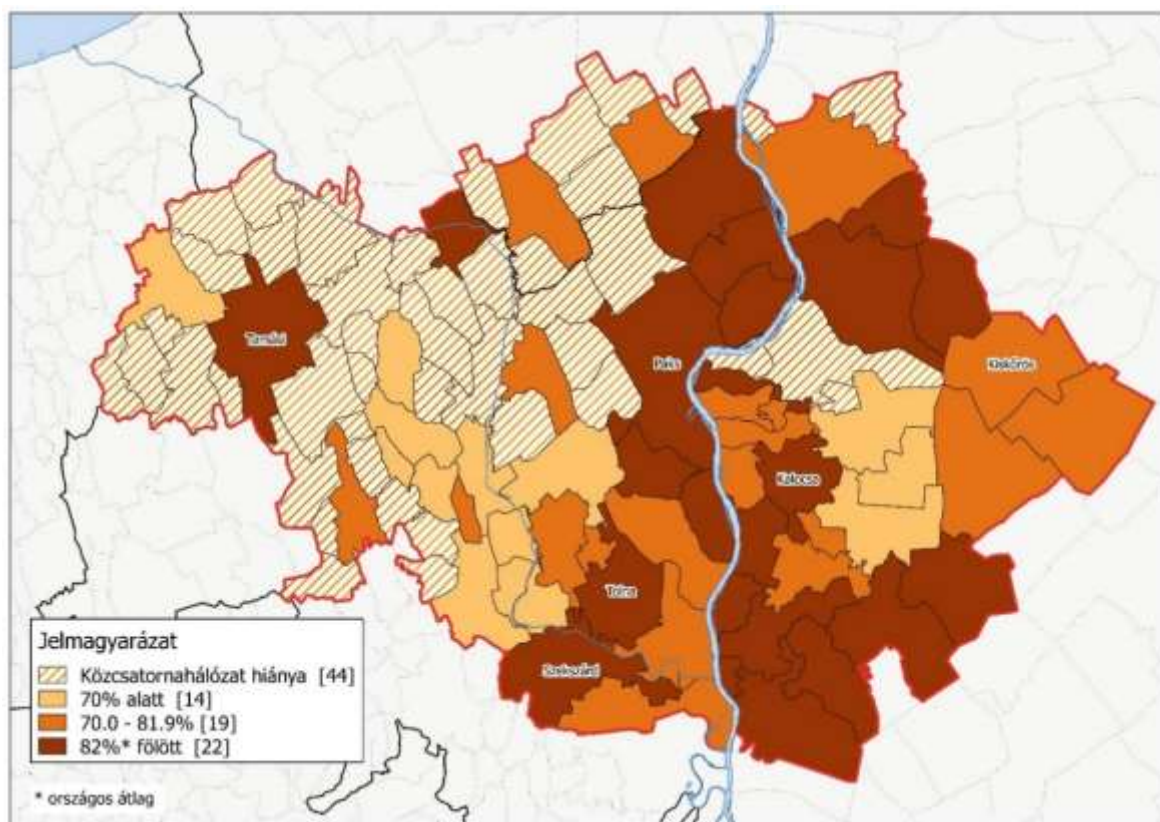 Tamási
Paks
Kiskőrös
Kalocsa
Tolna
Szekszárd
Jelmagyarázat
Közcsatornahálózat hiánya [44]
70% alatt [14]
70.0 - 81.9% [19]
82%* fölött [22]
* országos átlag